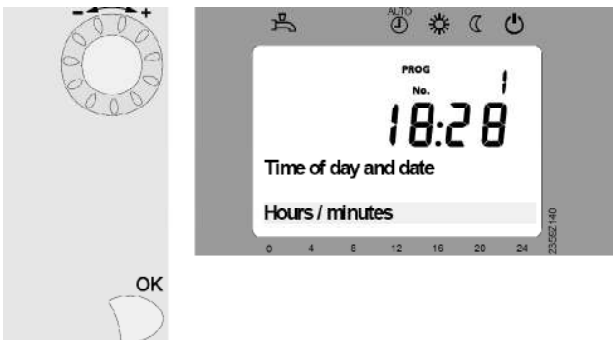 - +
AUTO
PROG
No. 1
18:28
Time of day and date
Hours / minutes
0 4 8 12 16 20 24
2358Z140
OK